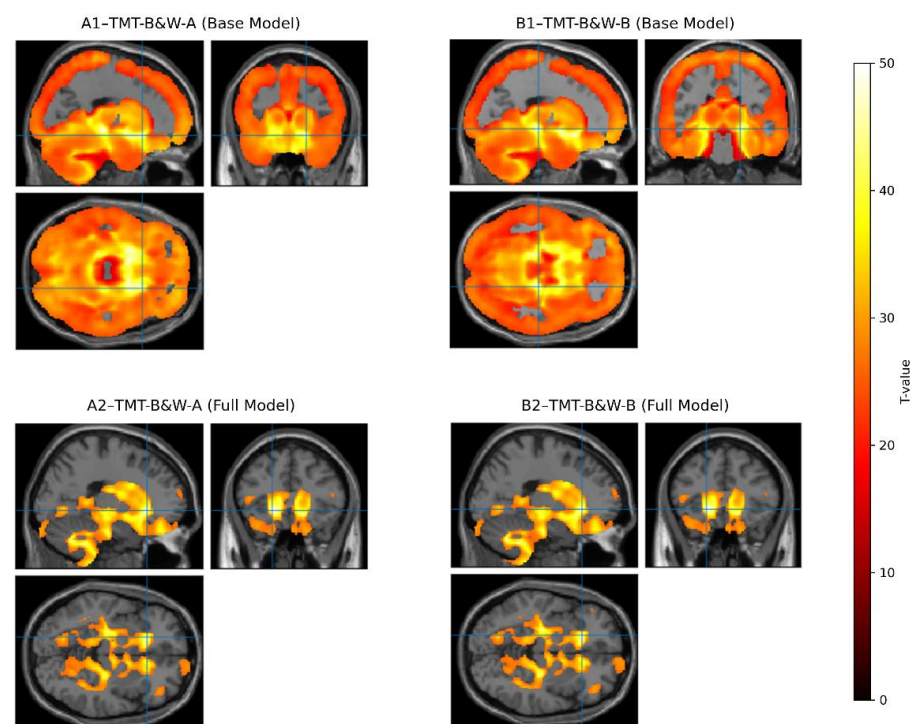 A1–TMT-B&W-A (Base Model)
B1–TMT-B&W-B (Base Model)
50
40
30
T-value
20
10
0
A2–TMT-B&W-A (Full Model)
B2–TMT-B&W-B (Full Model)